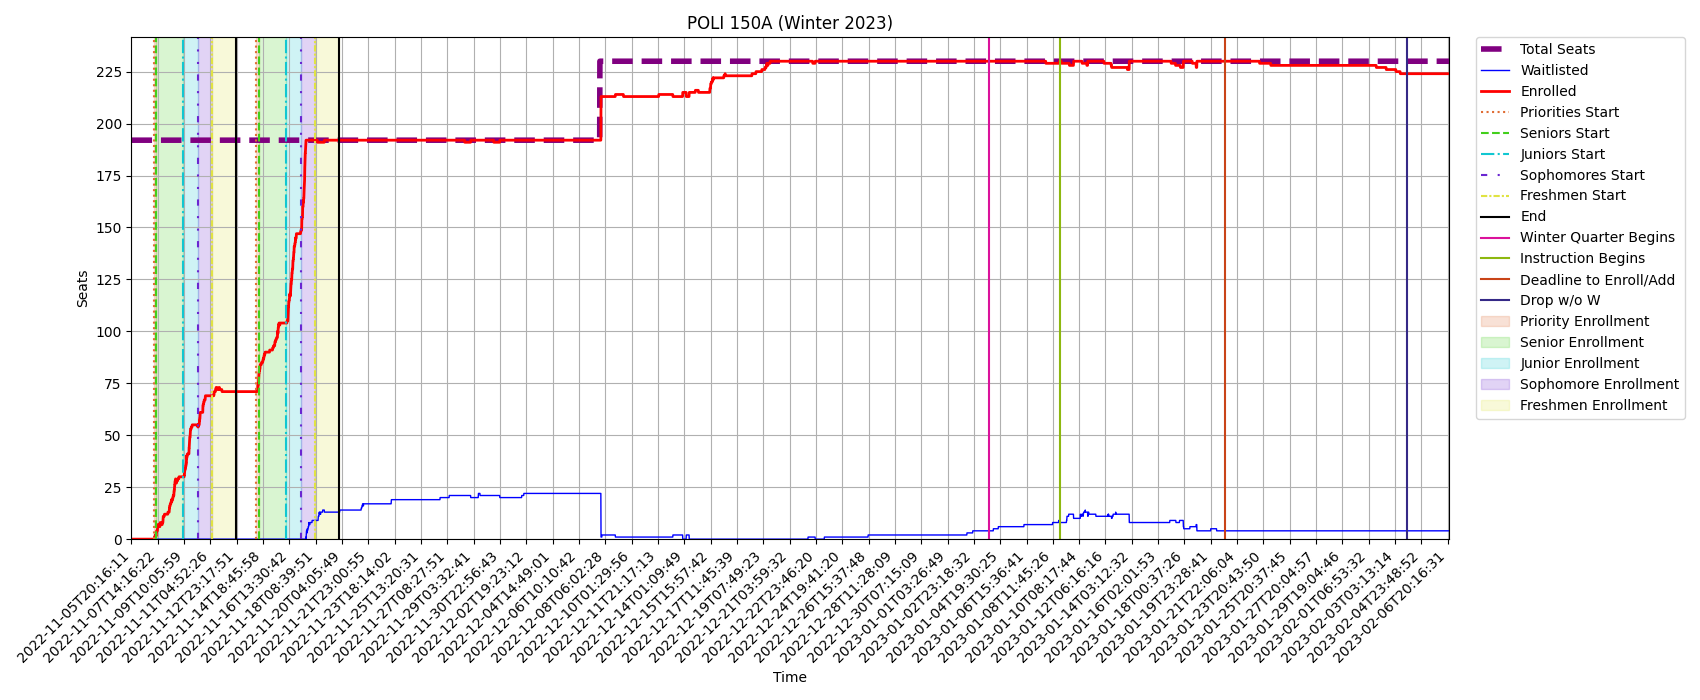 POLI 150A (Winter 2023)
Seats
225
200
175
150
125
100
75
50
25
0
2022-11-05T20:16:11
2022-11-07T14:16:22
2022-11-09T10:05:59
2022-11-11T04:52:26
2022-11-12T23:17:51
2022-11-14T18:45:58
2022-11-16T13:30:42
2022-11-18T08:39:51
2022-11-20T04:05:49
2022-11-21T23:00:55
2022-11-23T18:14:02
2022-11-25T13:20:31
2022-11-27T08:27:51
2022-11-29T03:32:41
2022-11-30T22:56:43
2022-12-02T19:23:12
2022-12-04T14:49:01
2022-12-06T10:10:42
2022-12-08T06:02:28
2022-12-10T01:29:56
2022-12-11T21:17:13
2022-12-14T01:09:49
2022-12-15T15:57:42
2022-12-17T11:45:39
2022-12-19T07:49:23
2022-12-21T03:59:32
2022-12-22T23:46:20
2022-12-24T19:41:20
2022-12-26T15:37:48
2022-12-28T11:28:09
2022-12-30T07:15:09
2023-01-01T03:26:49
2023-01-02T23:18:32
2023-01-04T19:30:25
2023-01-06T15:36:41
2023-01-08T11:45:26
2023-01-10T08:17:44
2023-01-12T06:16:16
2023-01-14T03:12:32
2023-01-16T02:01:53
2023-01-18T00:37:26
2023-01-19T23:28:41
2023-01-21T22:06:04
2023-01-23T20:43:50
2023-01-25T20:37:45
2023-01-27T20:04:57
2023-01-29T19:04:46
2023-02-01T06:53:32
2023-02-03T03:13:14
2023-02-04T23:48:52
2023-02-06T20:16:31
Time
Total Seats
Waitlisted
Enrolled
Priorities Start
Seniors Start
Juniors Start
Sophomores Start
Freshmen Start
End
Winter Quarter Begins
Instruction Begins
Deadline to Enroll/Add
Drop w/o W
Priority Enrollment
Senior Enrollment
Junior Enrollment
Sophomore Enrollment
Freshmen Enrollment